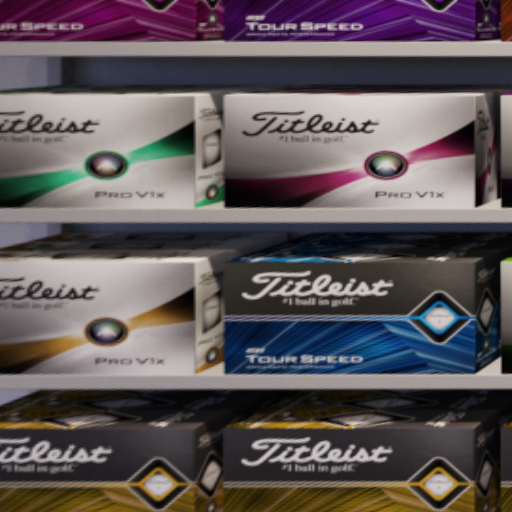 TOUR SPEED
TOUR SPEED
Titleist
#1 ball in golf.
PRO V1x
Titleist
#1 ball in golf.
PRO V1x
Titleist
#1 ball in golf.
PRO V1x
Titleist
#1 ball in golf.
TOUR SPEED
Titleist
#1 ball in golf.
Titleist
#1 ball in golf.